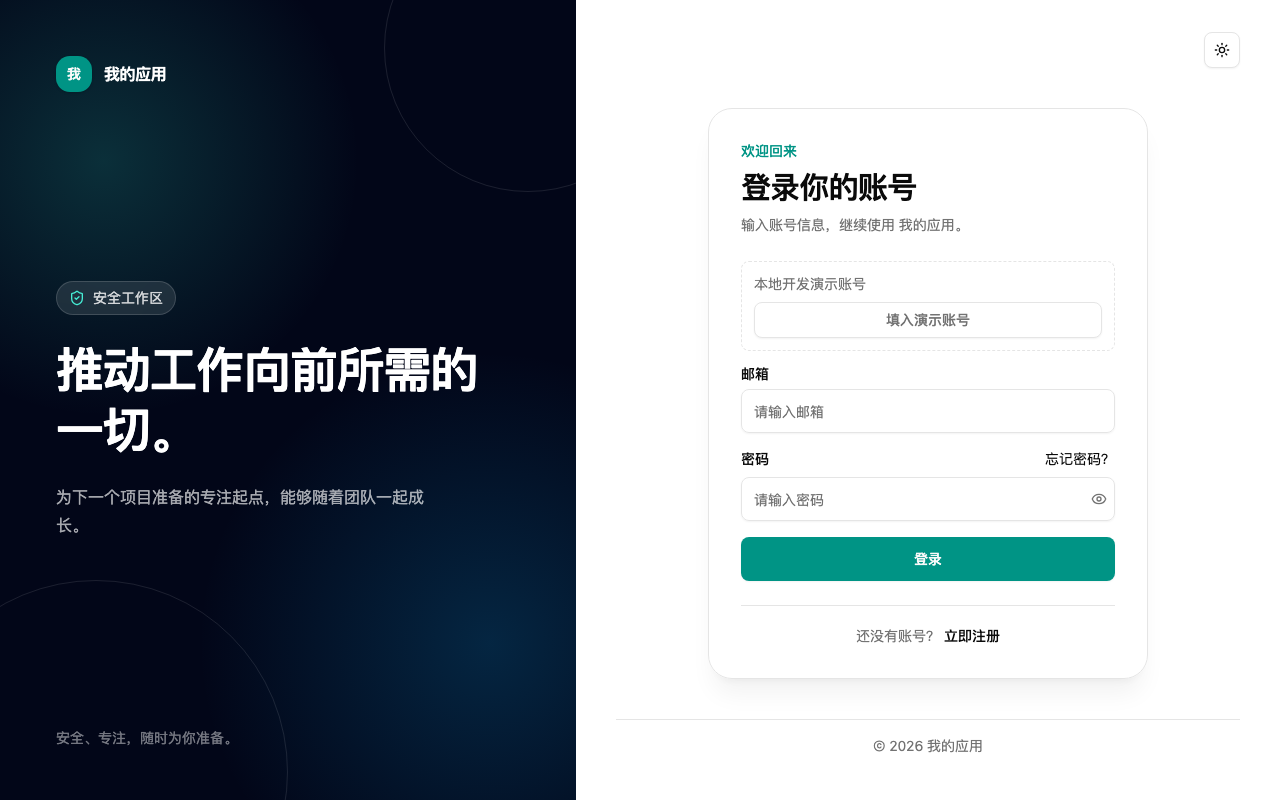 我 我的应用
安全工作区
推动工作向前所需的
一切。
为下一个项目准备的专注起点，能够随着团队一起成
长。
安全、专注，随时为你准备。
欢迎回来
登录你的账号
输入账号信息，继续使用 我的应用。
本地开发演示账号
填入演示账号
邮箱
请输入邮箱
密码 忘记密码?
请输入密码
登录
还没有账号? 立即注册
© 2026 我的应用